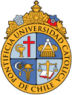 PONTIFICIA UNIVERSIDAD CATOLICA
DE CHILE